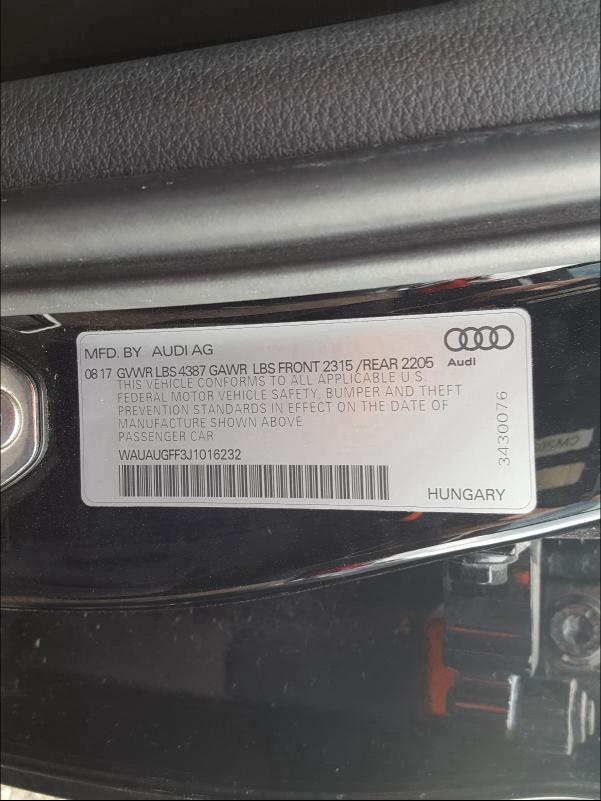 MFD. BY AUDI AG
Audi
08 17 GVWR LBS 4387 GAWR LBS FRONT 2315 /REAR 2205
THIS VEHICLE CONFORMS TO ALL APPLICABLE U S.
FEDERAL MOTOR VEHICLE SAFETY, BUMPER AND THEFT
PREVENTION STANDARDS IN EFFECT ON THE DATE OF
MANUFACTURE SHOWN ABOVE
PASSENGER CAR
WAUAUGFF3J1016232
HUNGARY
3430076